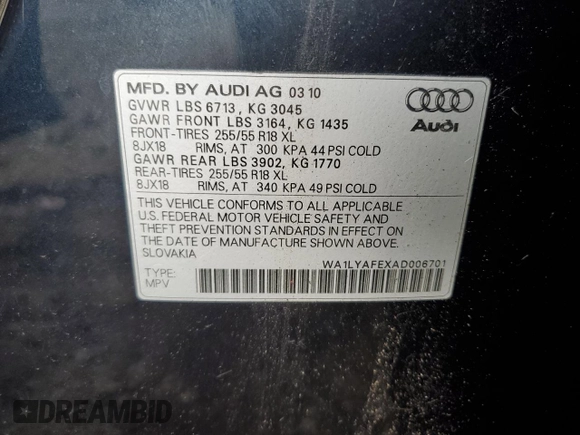 MFD. BY AUDI AG 03 10
GVWR LBS 6713, KG 3045
GAWR FRONT LBS 3164, KG 1435
FRONT-TIRES 255/55 R18 XL
8JX18 RIMS, AT 300 KPA 44 PSI COLD
GAWR REAR LBS 3902, KG 1770
REAR-TIRES 255/55 R18 XL
8JX18 RIMS, AT 340 KPA 49 PSI COLD
Audi
THIS VEHICLE CONFORMS TO ALL APPLICABLE
U.S. FEDERAL MOTOR VEHICLE SAFETY AND
THEFT PREVENTION STANDARDS IN EFFECT ON
THE DATE OF MANUFACTURE SHOWN ABOVE.
SLOVAKIA
WA1LYAFEXAD006701
TYPE:
MPV
DREAMBID